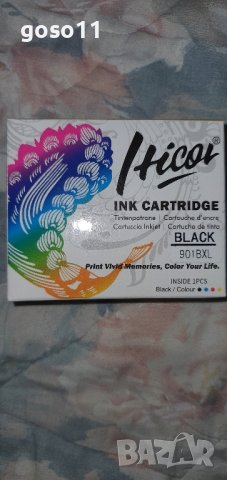 goso11
Hicor®
INK CARTRIDGE
Tintenpatrone / Cartouche d'encre
Cartuccia Inkjet / Cartucho de tinta
BLACK
901BXL
Print Vivid Memories, Color Your Life.
INSIDE 1PCS
Black / Colour
BAZAR